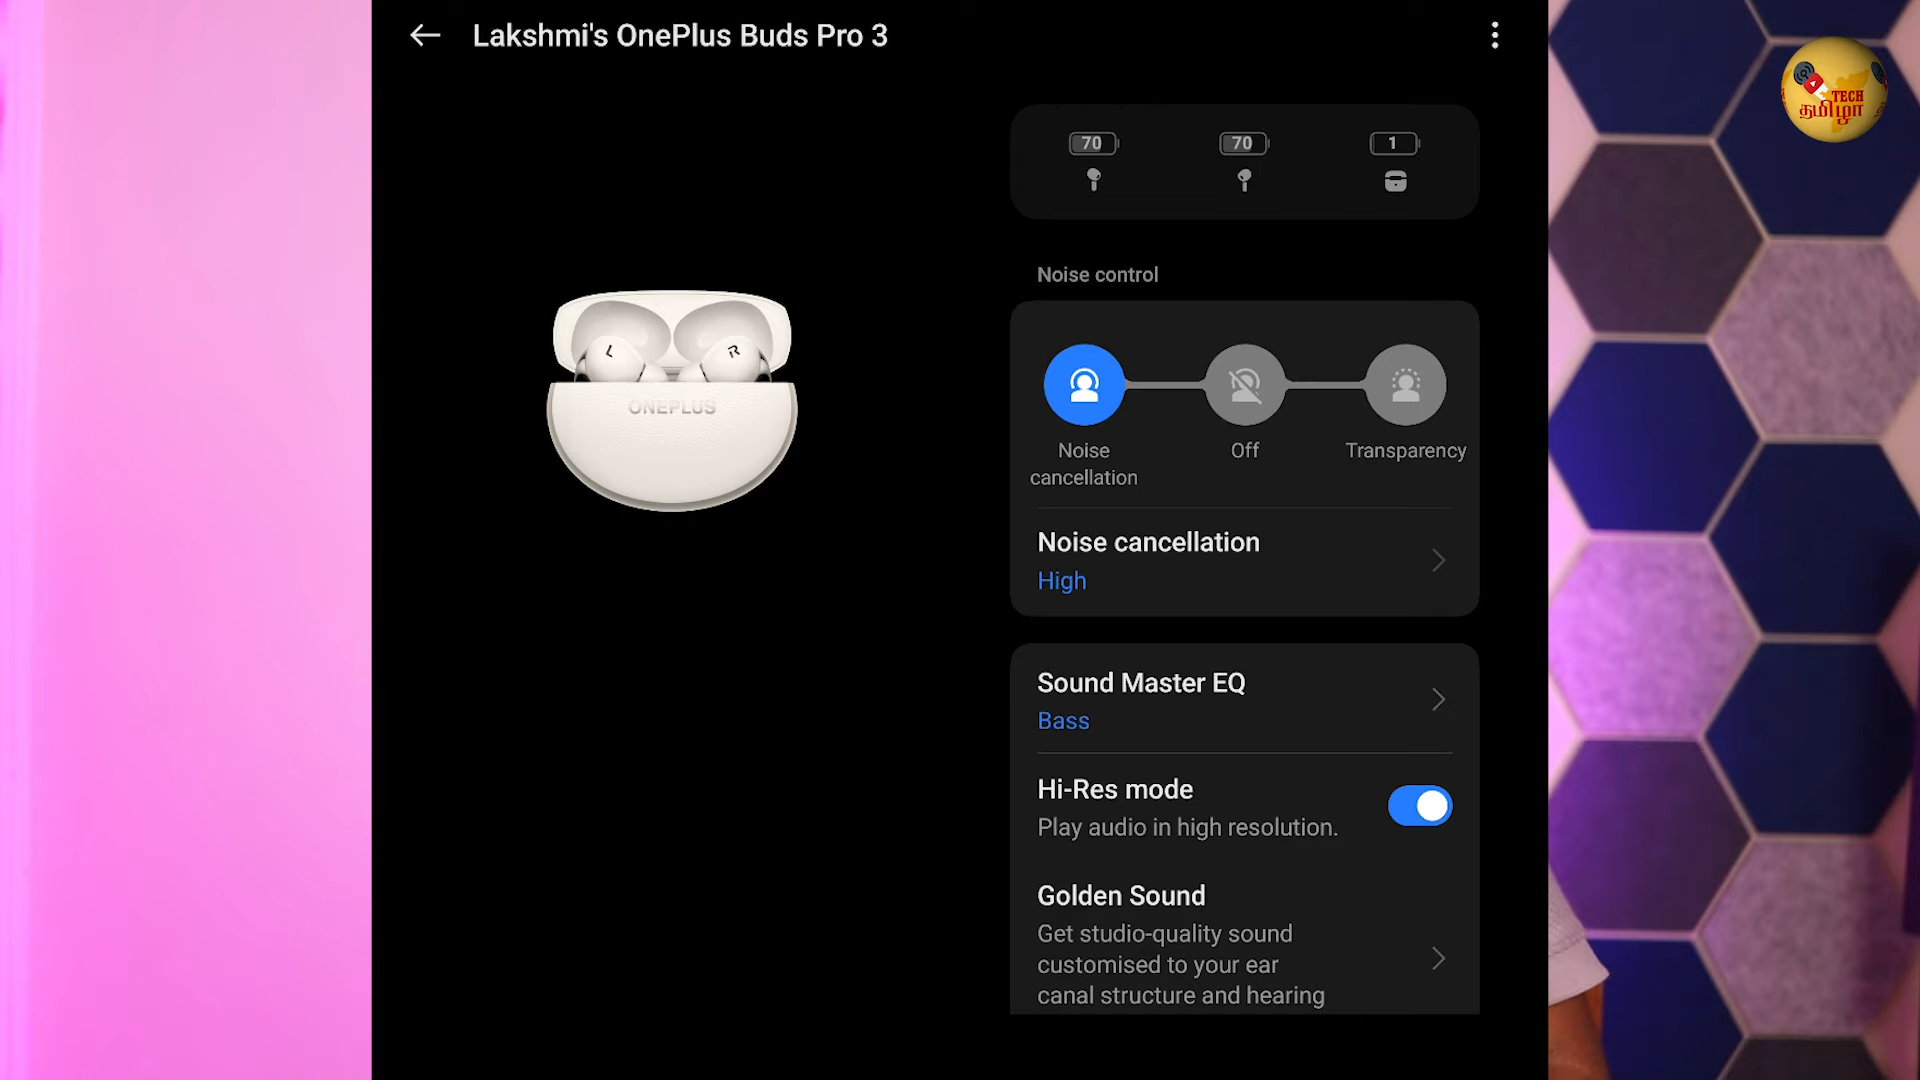 Lakshmi's OnePlus Buds Pro 3
TECH
தமிழா
70
70
1
Noise control
Noise cancellation
Off
Transparency
Noise cancellation
High
L
R
ONEPLUS
Sound Master EQ
Bass
Hi-Res mode
Play audio in high resolution.
Golden Sound
Get studio-quality sound
customised to your ear
canal structure and hearing